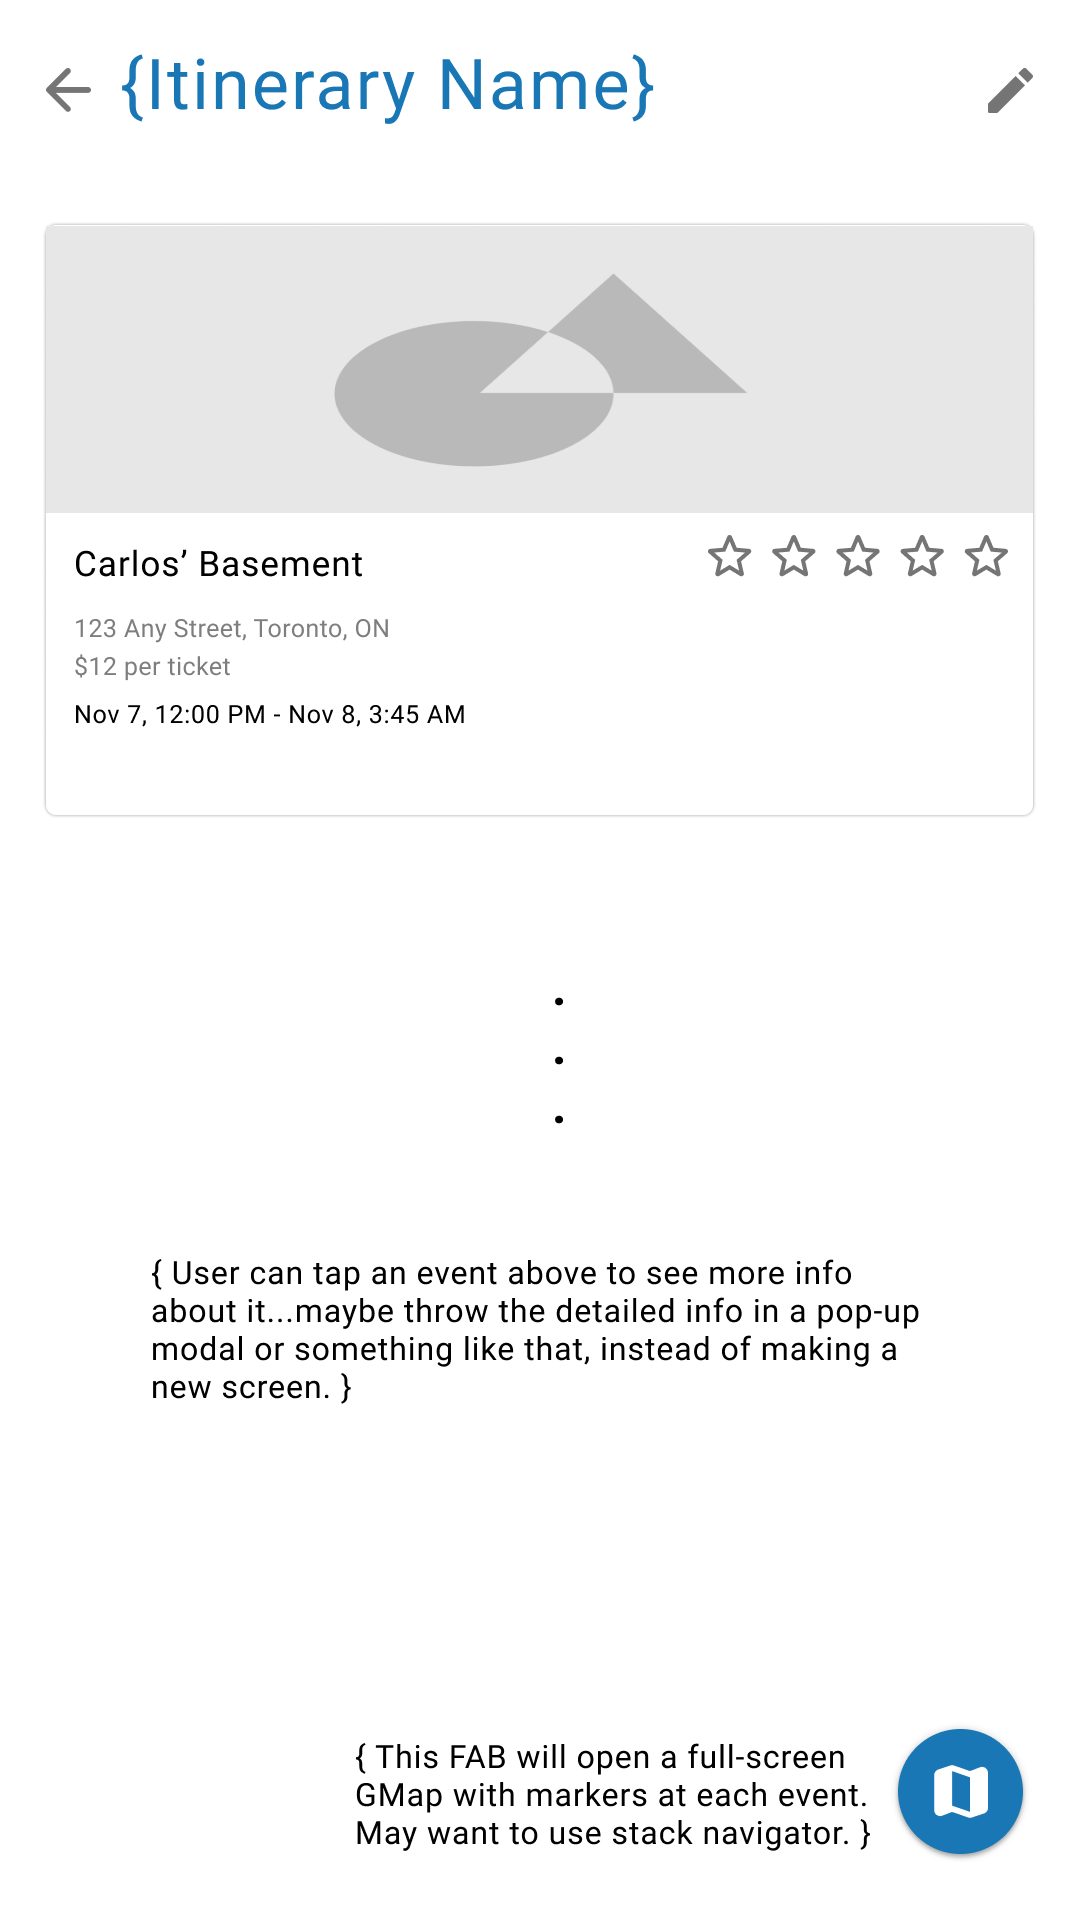 {Itinerary Name}
Carlos’ Basement
123 Any Street, Toronto, ON
$12 per ticket
Nov 7, 12:00 PM - Nov 8, 3:45 AM
{ User can tap an event above to see more info
about it...maybe throw the detailed info in a pop-up
modal or something like that, instead of making a
new screen. }
{ This FAB will open a full-screen
GMap with markers at each event.
May want to use stack navigator. }